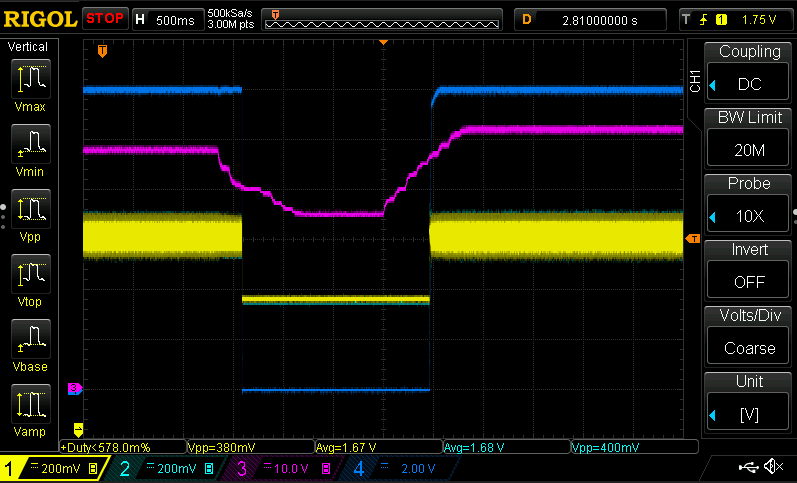 RIGOL STOP H 500ms 500kSa/s 3.00M pts T D 2.81000000 s T 1 1.75 V
Vertical
T
Vmax
Vmin
Vpp
Vtop
Vbase
Vamp
CH1
Coupling
DC
BW Limit
20M
Probe
10X
Invert
OFF
Volts/Div
Coarse
Unit
[V]
T
3
+Duty<578.0m% Vpp=380mV Avg=1.67 V Avg=1.68 V Vpp=400mV
1 200mV B 2 200mV B 3 10.0 V B 4 2.00 V